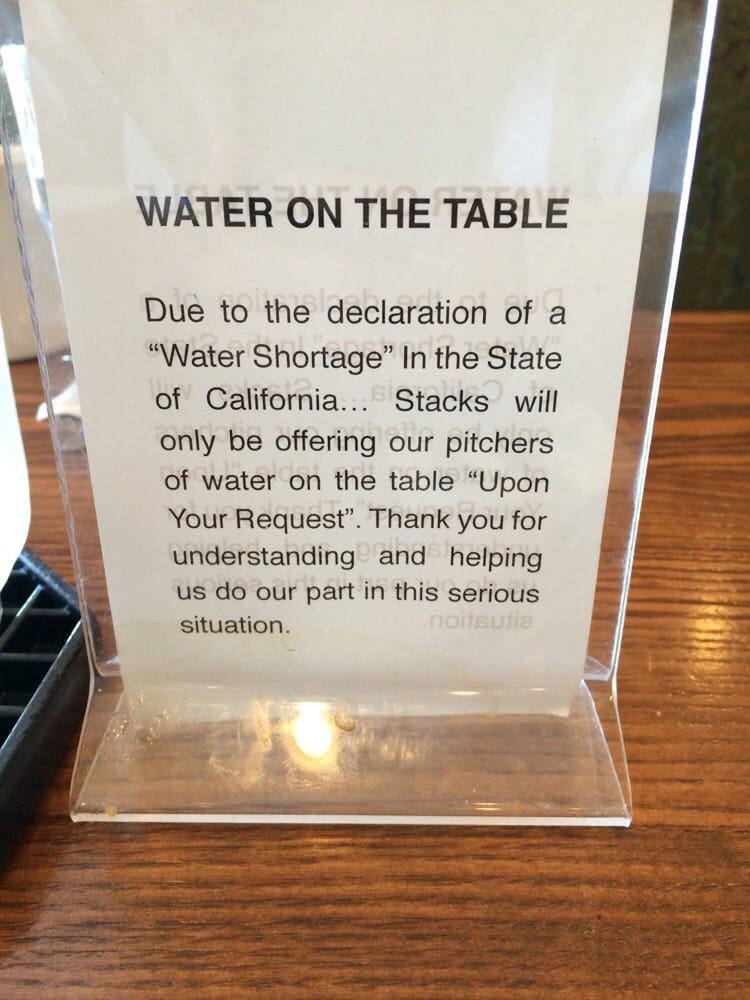 WATER ON THE TABLE
Due to the declaration of a
“Water Shortage” In the State
of California... Stacks will
only be offering our pitchers
of water on the table “Upon
Your Request”. Thank you for
understanding and helping
us do our part in this serious
situation.